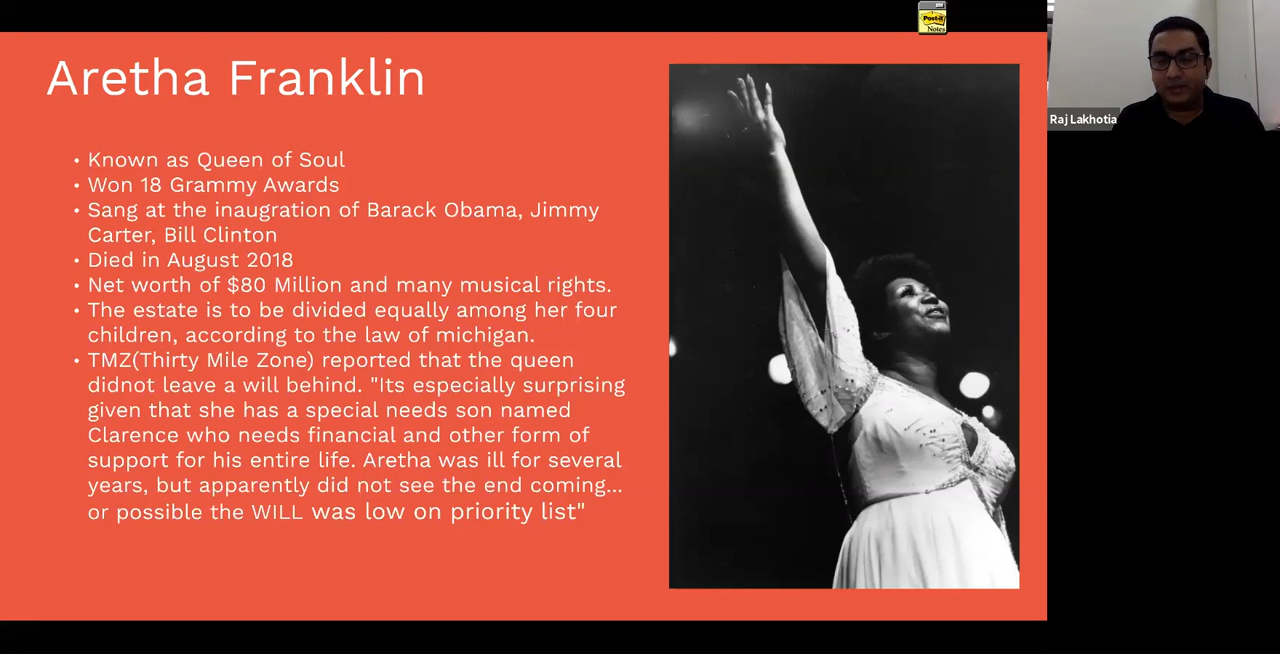 Post-it
Notes
Aretha Franklin
Raj Lakhotia
• Known as Queen of Soul
• Won 18 Grammy Awards
• Sang at the inaugration of Barack Obama, Jimmy
Carter, Bill Clinton
• Died in August 2018
• Net worth of $80 Million and many musical rights.
• The estate is to be divided equally among her four
children, according to the law of michigan.
• TMZ(Thirty Mile Zone) reported that the queen
didnot leave a will behind. "Its especially surprising
given that she has a special needs son named
Clarence who needs financial and other form of
support for his entire life. Aretha was ill for several
years, but apparently did not see the end coming...
or possible the WILL was low on priority list"